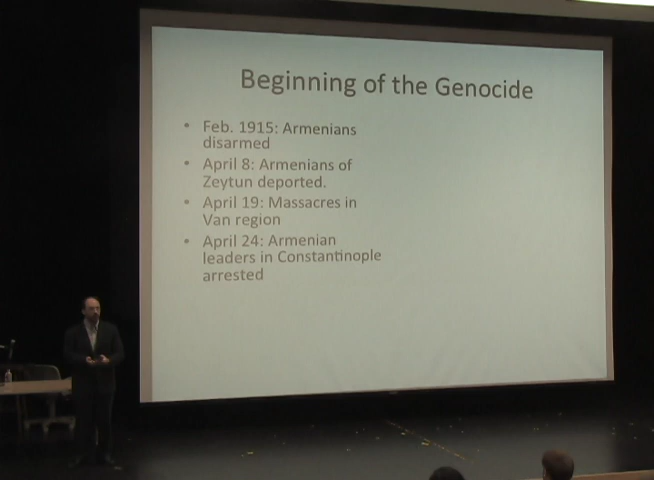 Beginning of the Genocide
• Feb. 1915: Armenians
disarmed
• April 8: Armenians of
Zeytun deported.
• April 19: Massacres in
Van region
• April 24: Armenian
leaders in Constantinople
arrested